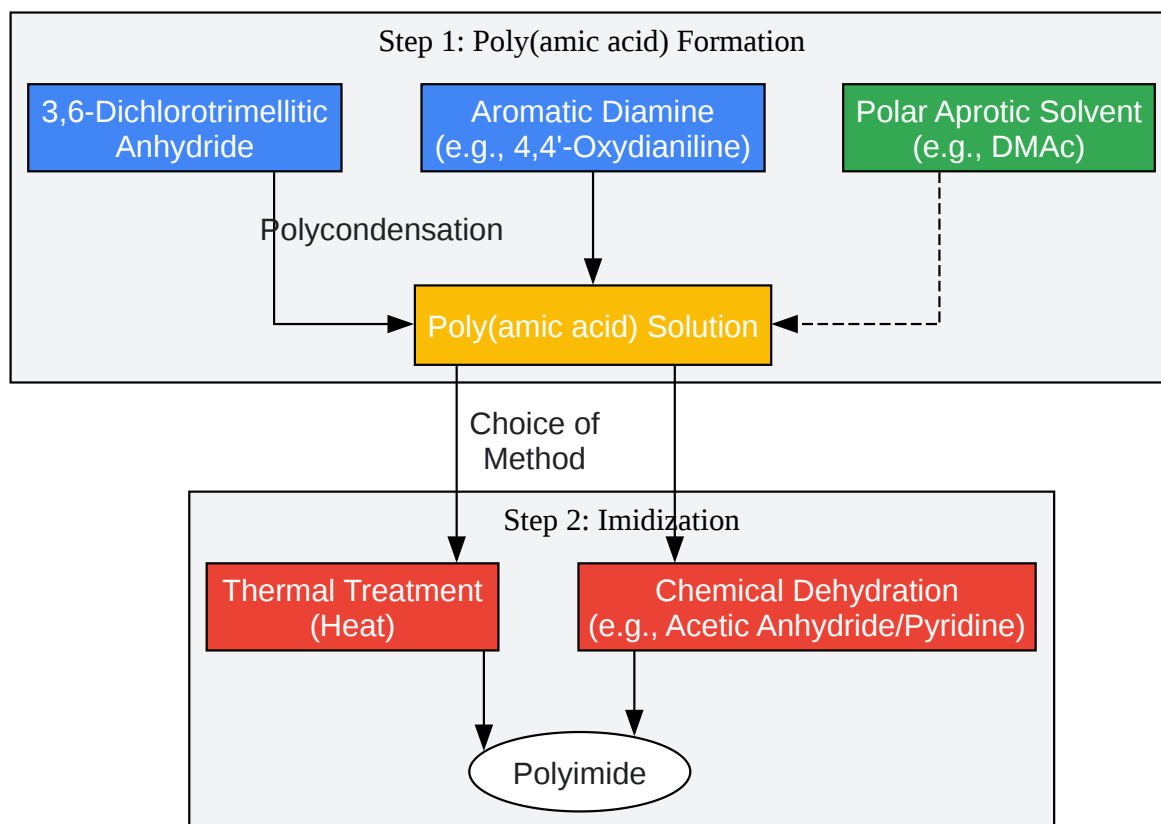 Step 1: Poly(amic acid) Formation
3,6-Dichlorotrimellitic
Anhydride
Aromatic Diamine
(e.g., 4,4'-Oxydianiline)
Polar Aprotic Solvent
(e.g., DMAc)
Polycondensation
Poly(amic acid) Solution
Choice of
Method
Step 2: Imidization
Thermal Treatment
(Heat)
Chemical Dehydration
(e.g., Acetic Anhydride/Pyridine)
Polyimide